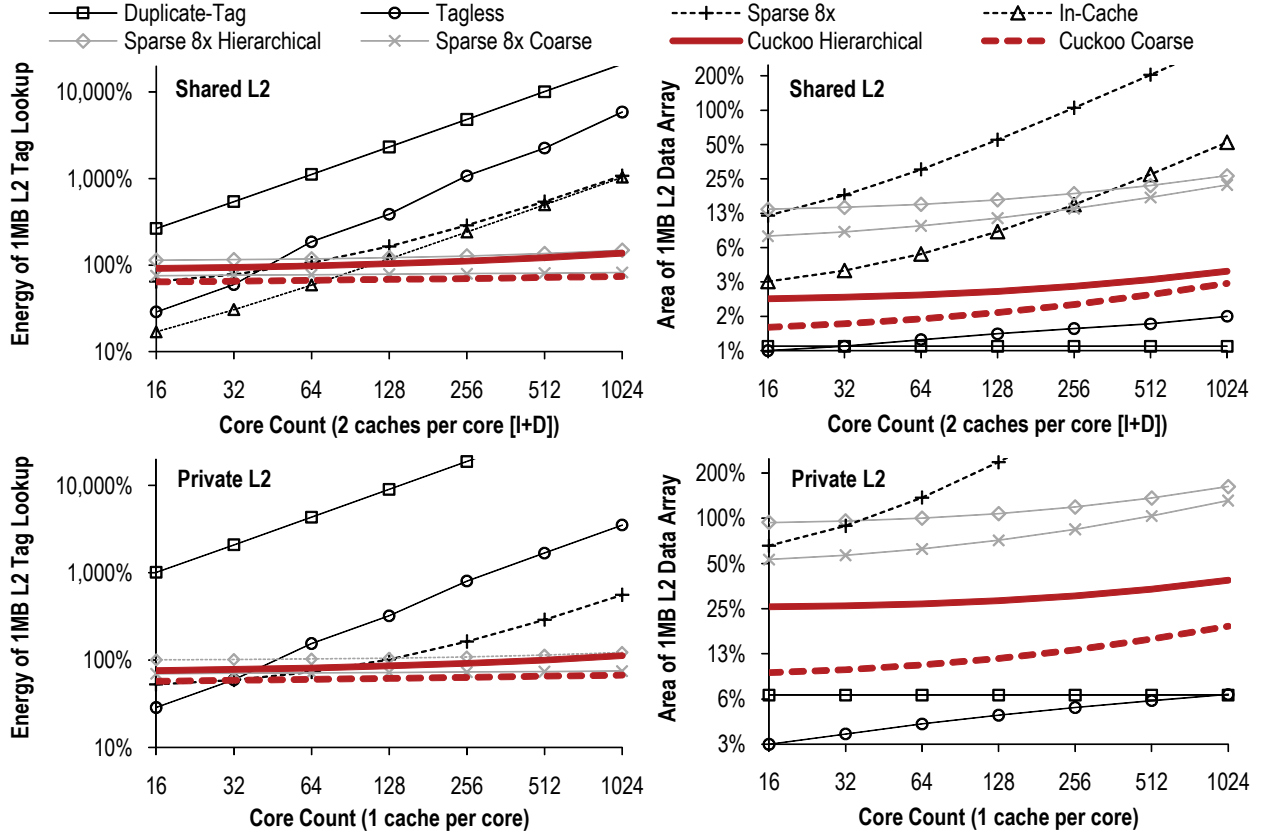 Duplicate-Tag
Tagless
Sparse 8x
In-Cache
Sparse 8x Hierarchical
Sparse 8x Coarse
Cuckoo Hierarchical
Cuckoo Coarse
Energy of 1MB L2 Tag Lookup
Shared L2
10,000%
1,000%
100%
10%
16 32 64 128 256 512 1024
Core Count (2 caches per core [I+D])
Area of 1MB L2 Data Array
Shared L2
200%
100%
50%
25%
13%
6%
3%
2%
1%
16 32 64 128 256 512 1024
Core Count (2 caches per core [I+D])
Energy of 1MB L2 Tag Lookup
Private L2
10,000%
1,000%
100%
10%
16 32 64 128 256 512 1024
Core Count (1 cache per core)
Area of 1MB L2 Data Array
Private L2
200%
100%
50%
25%
13%
6%
3%
16 32 64 128 256 512 1024
Core Count (1 cache per core)